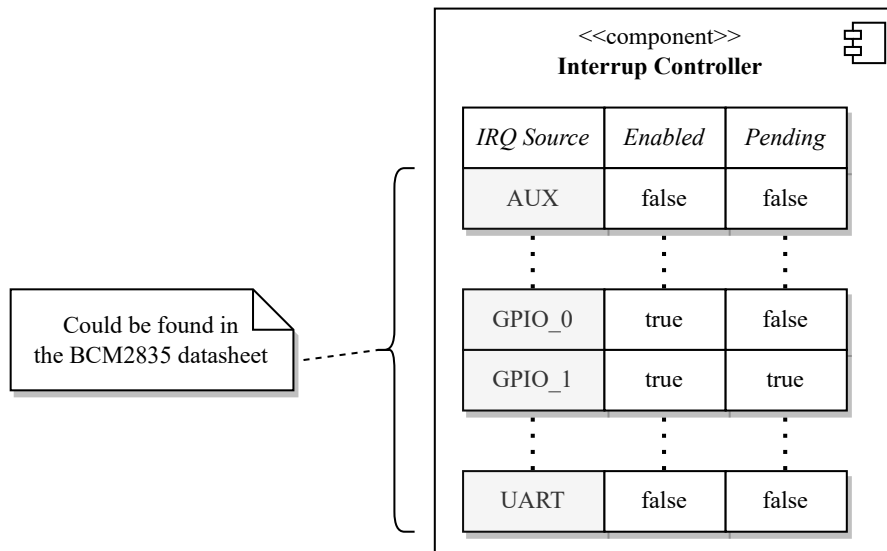 <<component>>
Interrup Controller
IRQ Source Enabled Pending
AUX false false
Could be found in
the BCM2835 datasheet
GPIO_0 true false
GPIO_1 true true
UART false false